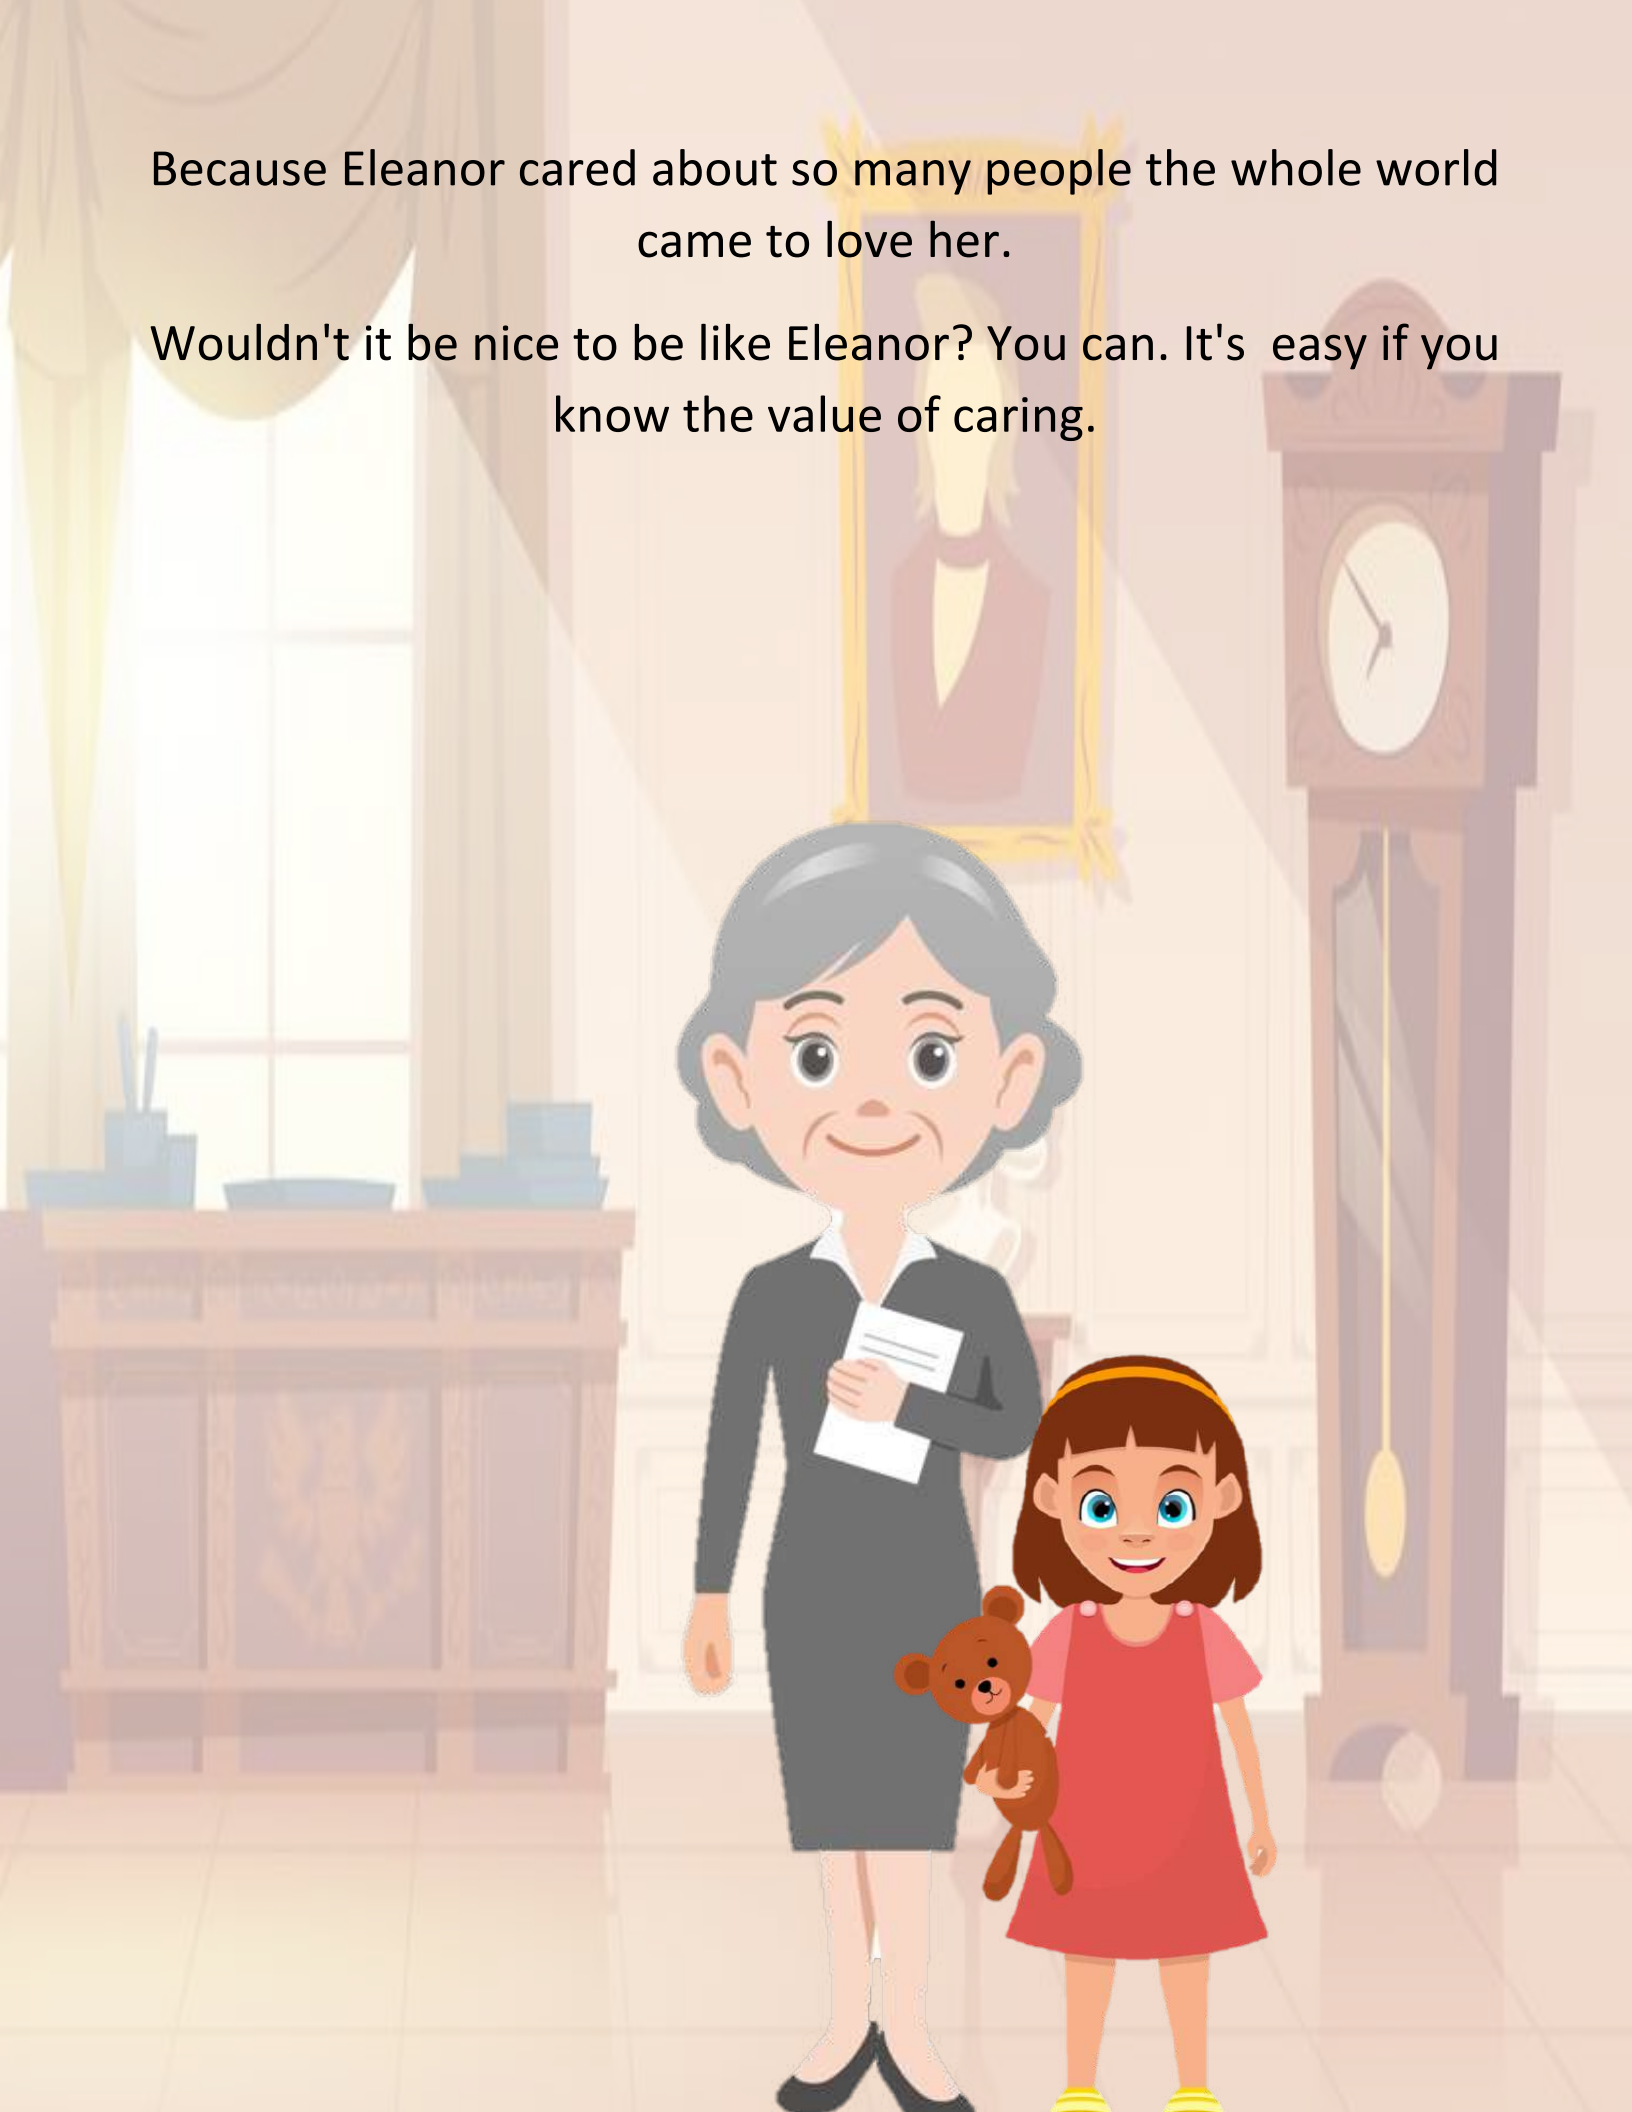 Because Eleanor cared about so many people the whole world
came to love her.
Wouldn't it be nice to be like Eleanor? You can. It's  easy if you
know the value of caring.